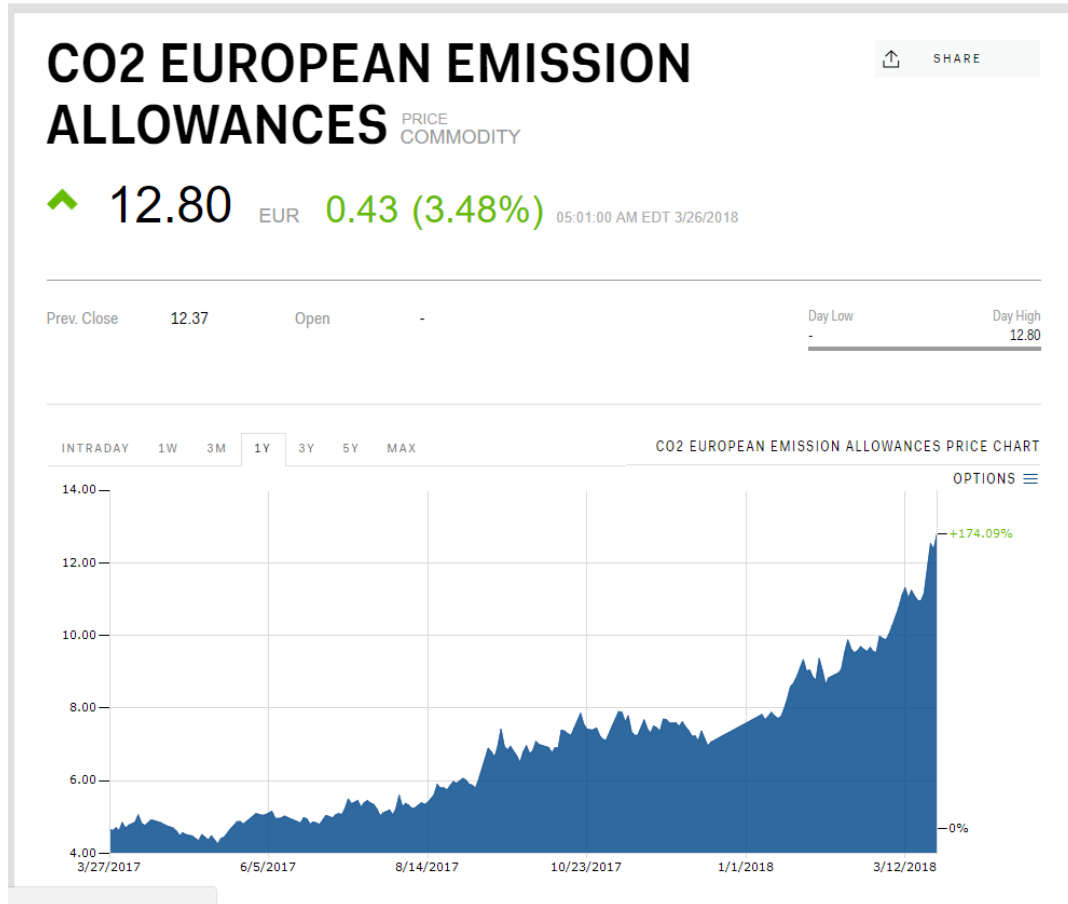 CO2 EUROPEAN EMISSION
ALLOWANCES PRICE
COMMODITY
SHARE
12.80 EUR 0.43 (3.48%) 05:01:00 AM EDT 3/26/2018
Prev. Close 12.37 Open - Day Low Day High
- 12.80
INTRADAY 1W 3M 1Y 3Y 5Y MAX CO2 EUROPEAN EMISSION ALLOWANCES PRICE CHART
OPTIONS
14.00
+174.09%
12.00
10.00
8.00
6.00
0%
4.00
3/27/2017 6/5/2017 8/14/2017 10/23/2017 1/1/2018 3/12/2018